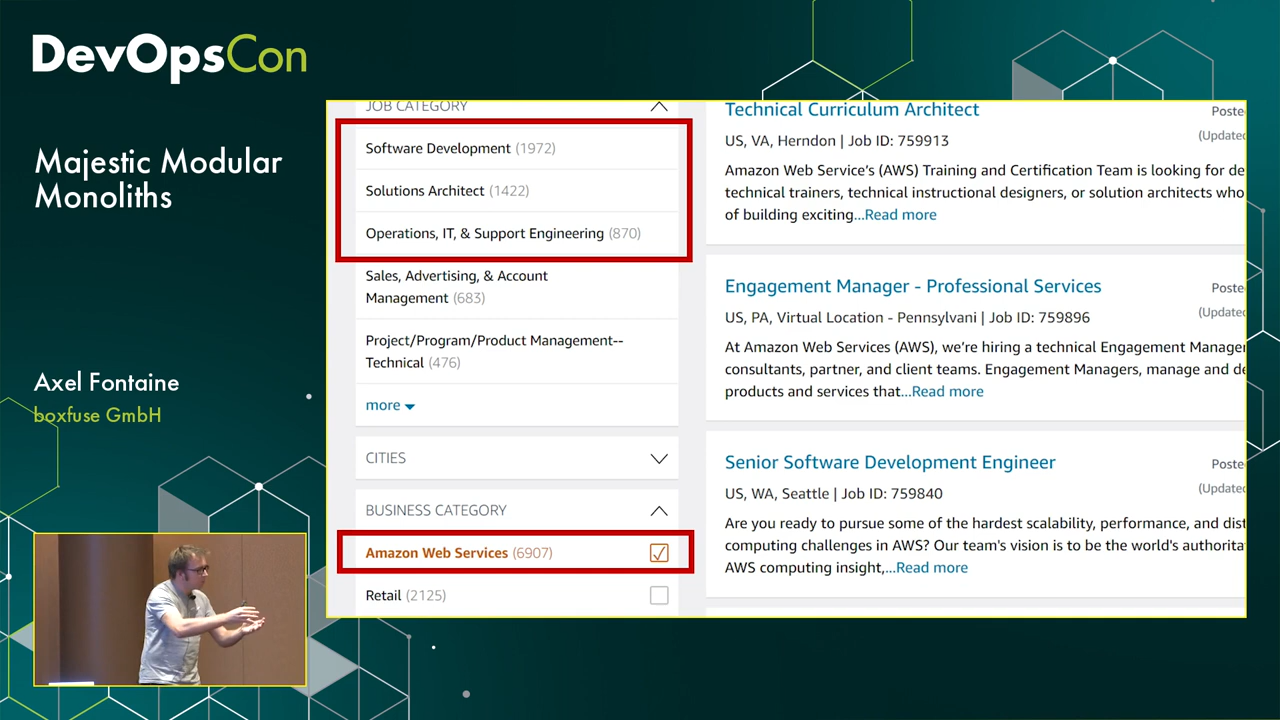 DevOpsCon
Majestic Modular
Monoliths
Axel Fontaine
boxfuse GmbH
JOB CATEGORY
Software Development (1972)
Solutions Architect (1422)
Operations, IT, & Support Engineering (870)
Sales, Advertising, & Account
Management (683)
Project/Program/Product Management--
Technical (476)
more
CITIES
BUSINESS CATEGORY
Amazon Web Services (6907)
Retail (2125)
Technical Curriculum Architect
Poste
US, VA, Herndon | Job ID: 759913
(Updated
Amazon Web Service’s (AWS) Training and Certification Team is looking for de
technical trainers, technical instructional designers, or solution architects who
of building exciting...Read more
Engagement Manager - Professional Services
Poste
US, PA, Virtual Location - Pennsylvani | Job ID: 759896
(Updated
At Amazon Web Services (AWS), we’re hiring a technical Engagement Manager
consultants, partner, and client teams. Engagement Managers, manage and de
products and services that...Read more
Senior Software Development Engineer
Poste
US, WA, Seattle | Job ID: 759840
(Updated
Are you ready to pursue some of the hardest scalability, performance, and dist
computing challenges in AWS? Our team's vision is to be the world's authorita
AWS computing insight,...Read more